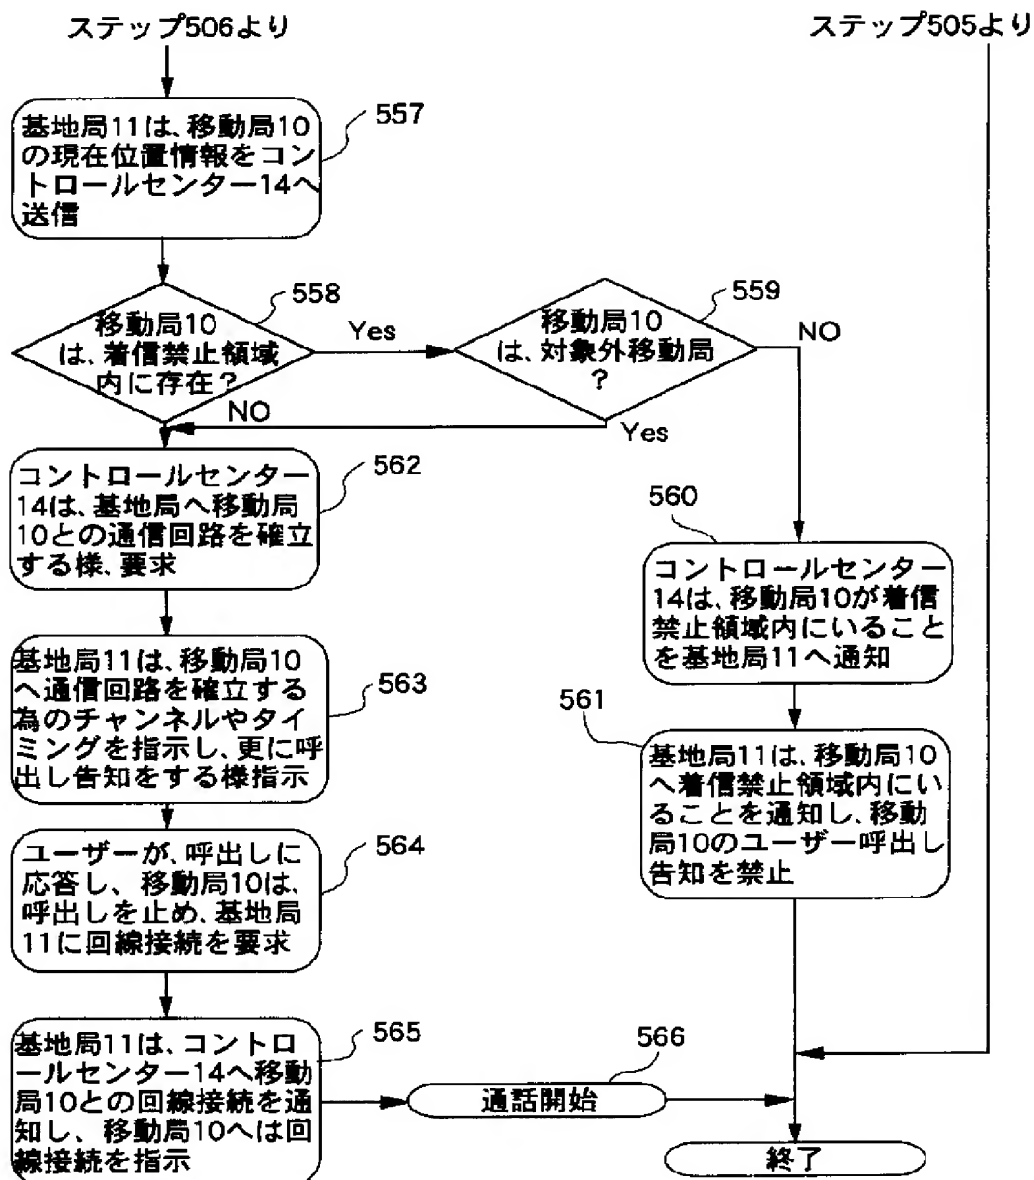 ステップ506より
ステップ505より
557
基地局11は、移動局10
の現在位置情報をコン
トロールセンター14へ
送信
558
移動局10
は、着信禁止領域
内に存在?
Yes
NO
559
移動局10
は、対象外移動局
?
NO
Yes
562
コントロールセンター
14は、基地局へ移動局
10との通信回路を確立
する様、要求
560
コントロールセンター
14は、移動局10が着信
禁止領域内にいること
を基地局11へ通知
563
基地局11は、移動局10
へ通信回路を確立する
為のチャンネルやタイ
ミングを指示し、更に呼
出し告知をする様指示
561
基地局11は、移動局10
へ着信禁止領域内にい
ることを通知し、移動
局10のユーザー呼出し
告知を禁止
564
ユーザーが、呼出しに
応答し、移動局10は、
呼出しを止め、基地局
11に回線接続を要求
565
基地局11は、コントロ
ールセンター14へ移動
局10との回線接続を通
知し、移動局10へは回
線接続を指示
566
通話開始
終了